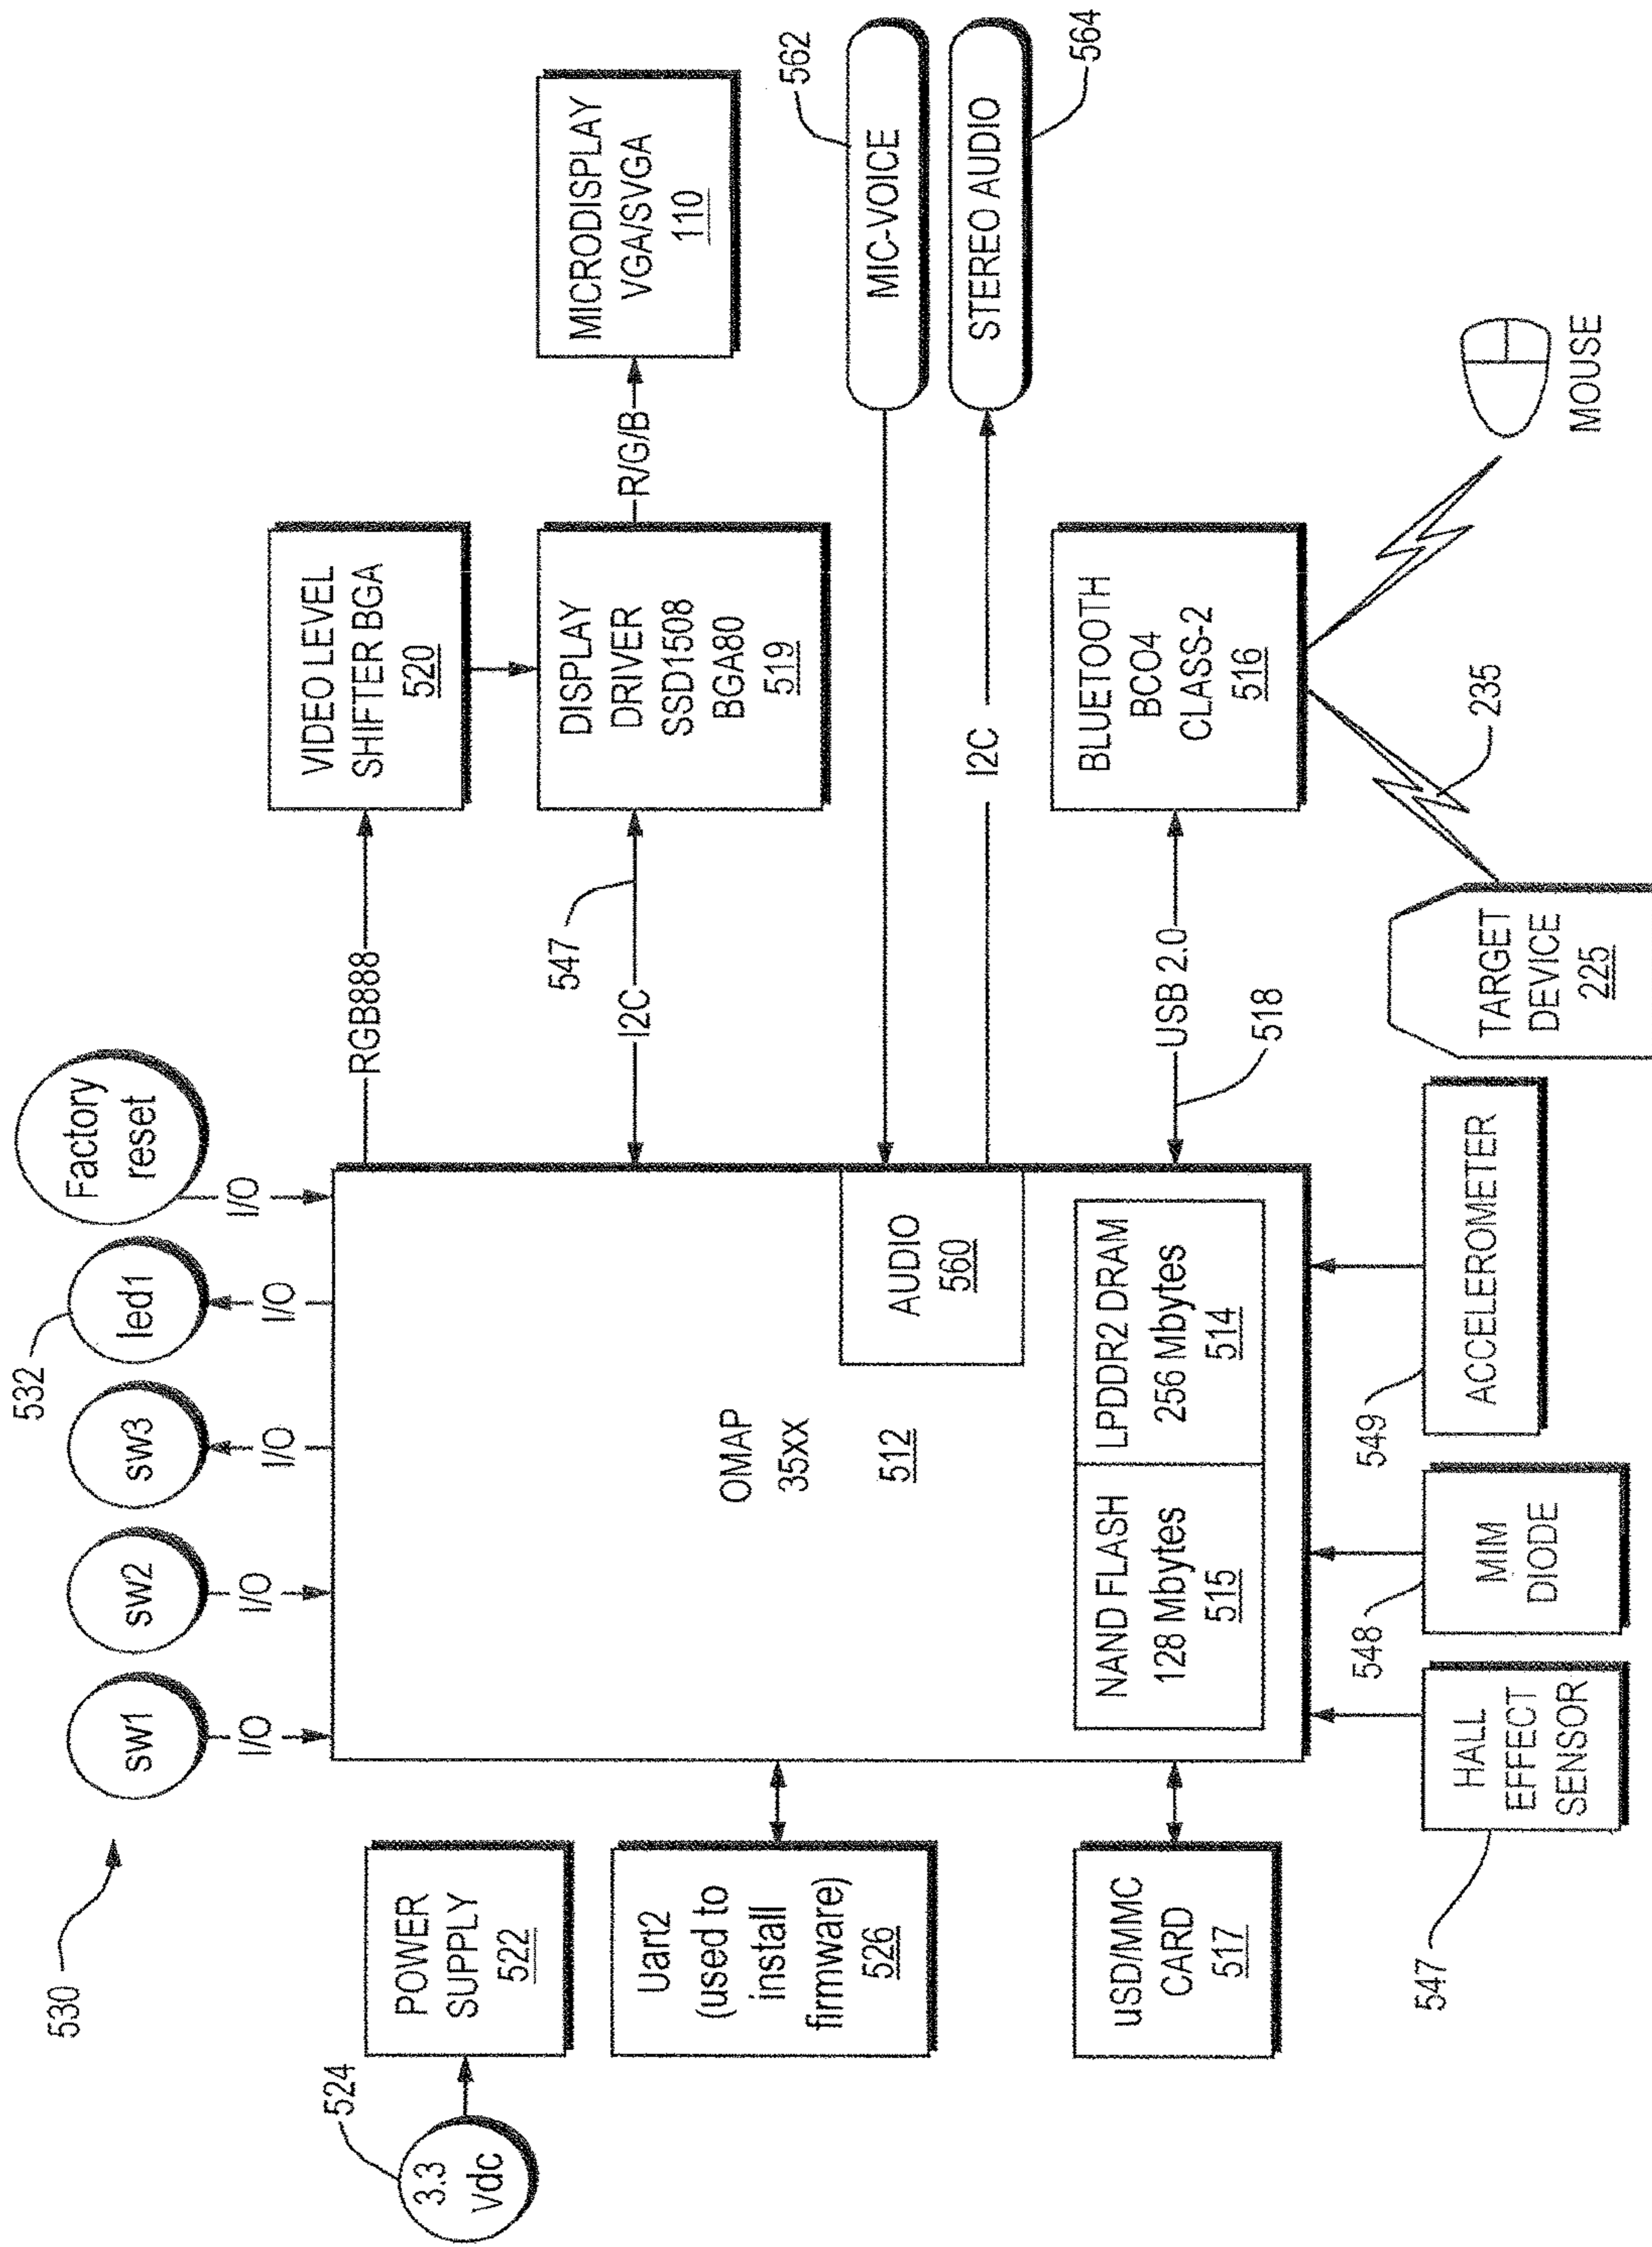 530
sw1
sw2
sw3
532
led1
Factory
reset
I/O
I/O
I/O
I/O
I/O
524
3.3
vdc
POWER
SUPPLY
522
Uart2
(used to
install
firmware)
526
uSD/MMC
CARD
517
OMAP
35xx
512
AUDIO
560
NAND FLASH
128 Mbytes
515
LPDDR2 DRAM
256 Mbytes
514
RGB888
VIDEO LEVEL
SHIFTER BGA
520
I2C
547
DISPLAY
DRIVER
SSD1508
BGA80
519
R/G/B
MICRODISPLAY
VGA/SVGA
110
562
MIC-VOICE
I2C
STEREO AUDIO
564
USB 2.0
518
BLUETOOTH
BCO4
CLASS-2
516
235
MOUSE
TARGET
DEVICE
225
547
HALL
EFFECT
SENSOR
548
MIM
DIODE
549
ACCELEROMETER